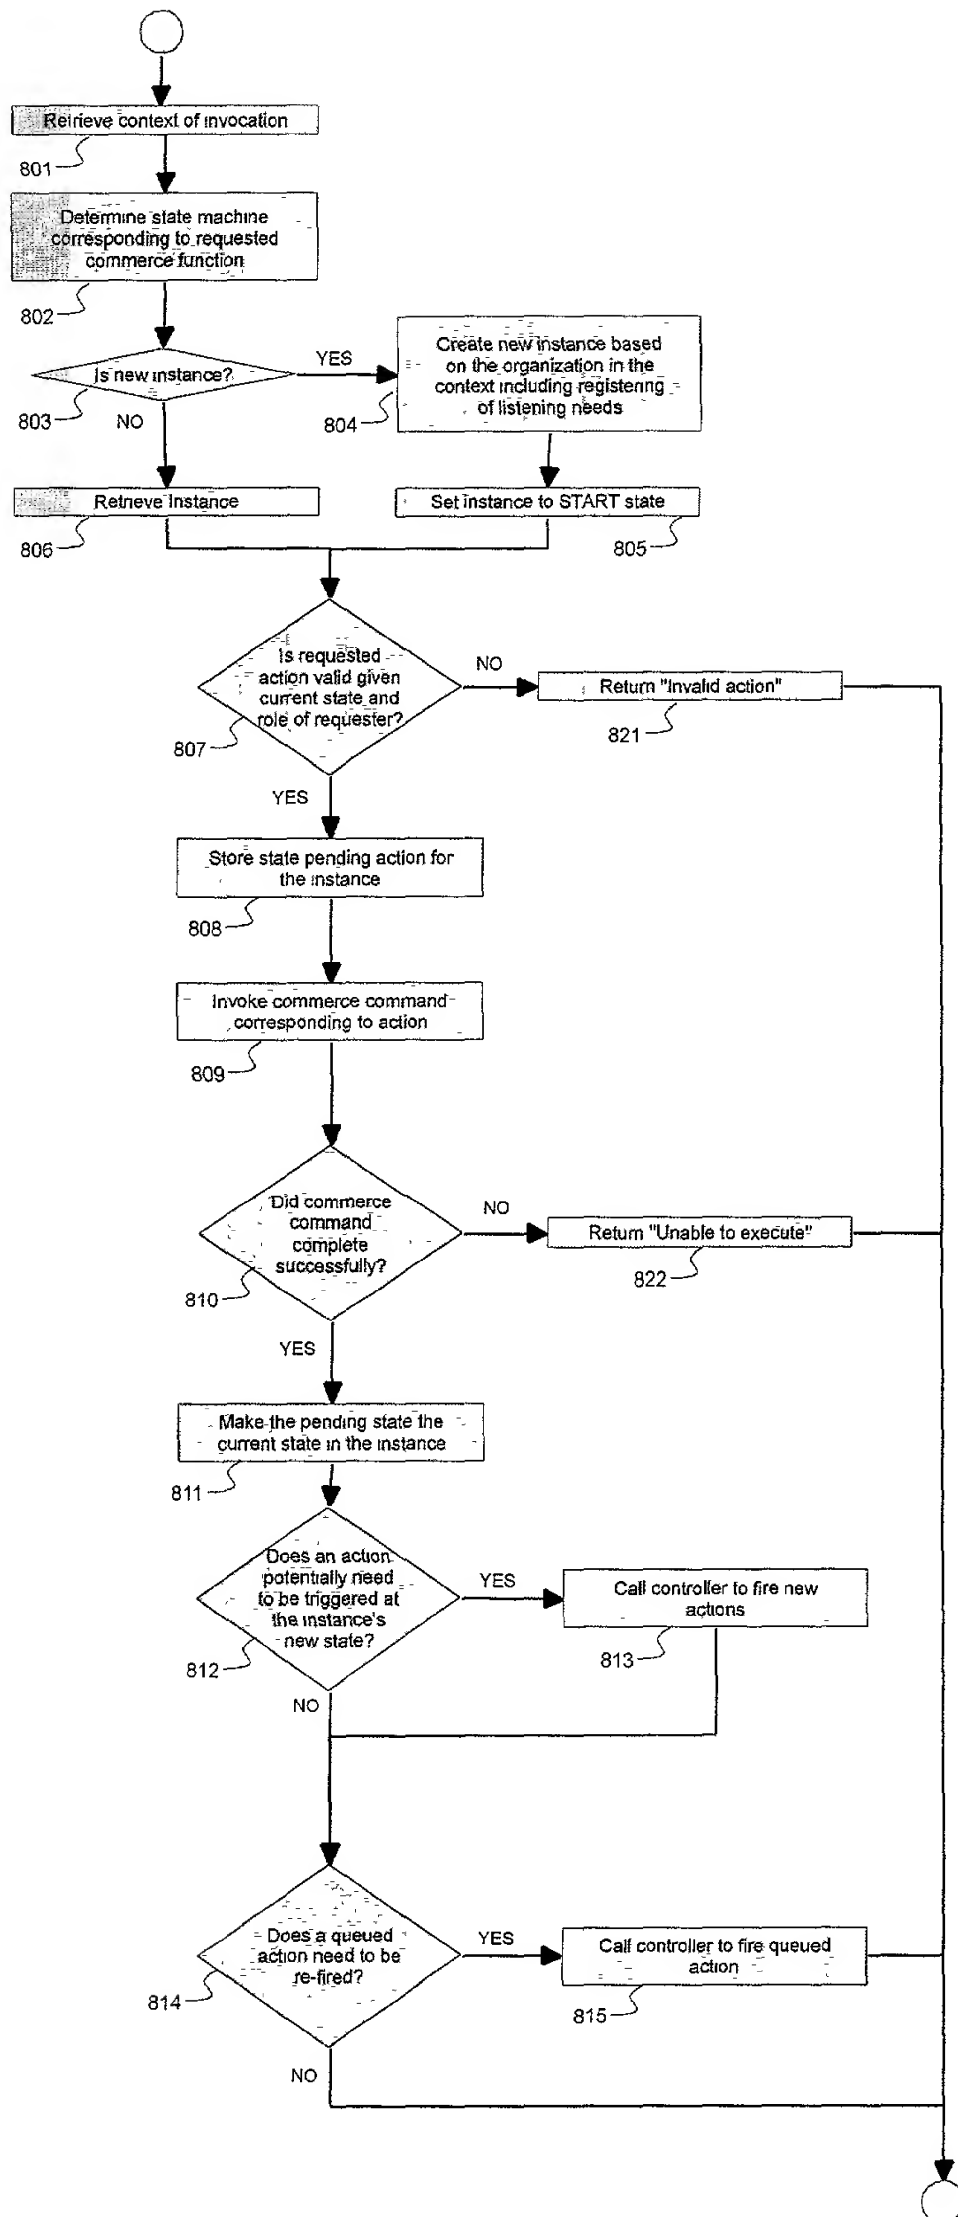 Retrieve context of invocation
801
Determine state machine
corresponding to requested
commerce function
802
Is new instance?
YES
803
NO
Create new instance based
on the organization in the
context including registering
of listening needs
804
Retrieve Instance
806
Set instance to START state
805
Is requested
action valid given
current state and
role of requester?
807
NO
Return "Invalid action"
821
YES
Store state pending action for
the instance
808
Invoke commerce command
corresponding to action
809
Did commerce
command
complete
successfully?
810
NO
Return "Unable to execute"
822
YES
Make the pending state the
current state in the instance
811
Does an action
potentially need
to be triggered at
the instance's
new state?
812
YES
Call controller to fire new
actions
813
NO
Does a queued
action need to be
re-fired?
814
YES
Call controller to fire queued
action
815
NO